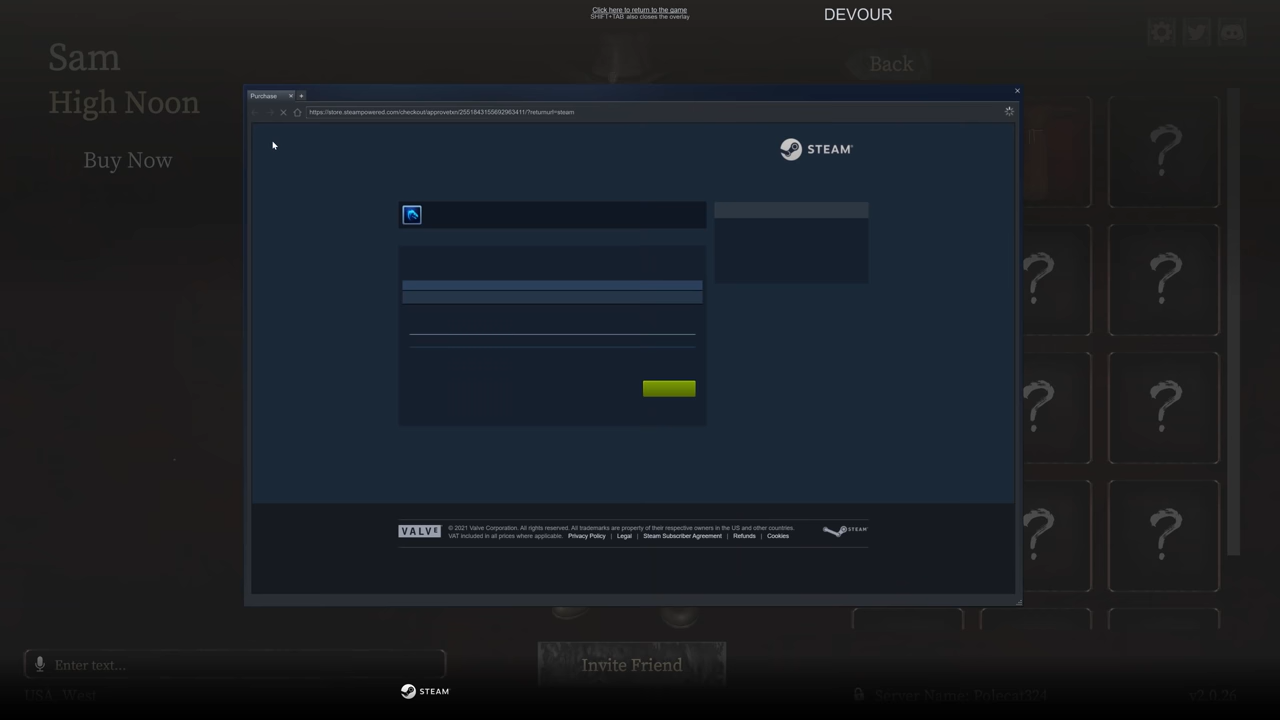 Click here to return to the game
SHIFT+TAB also closes the overlay
DEVOUR
Sam
High Noon
Buy Now
Back
Purchase
https://store.steampowered.com/checkout/approvetxn/2551843155692963411/?returnurl=steam
STEAM
VALVE
© 2021 Valve Corporation. All rights reserved. All trademarks are property of their respective owners in the US and other countries.
VAT included in all prices where applicable. Privacy Policy | Legal | Steam Subscriber Agreement | Refunds | Cookies
STEAM
? ? ? ? ? ? ?
Enter text...
Invite Friend
STEAM
USA, West
Server Name: Polecat324
v2.0.26